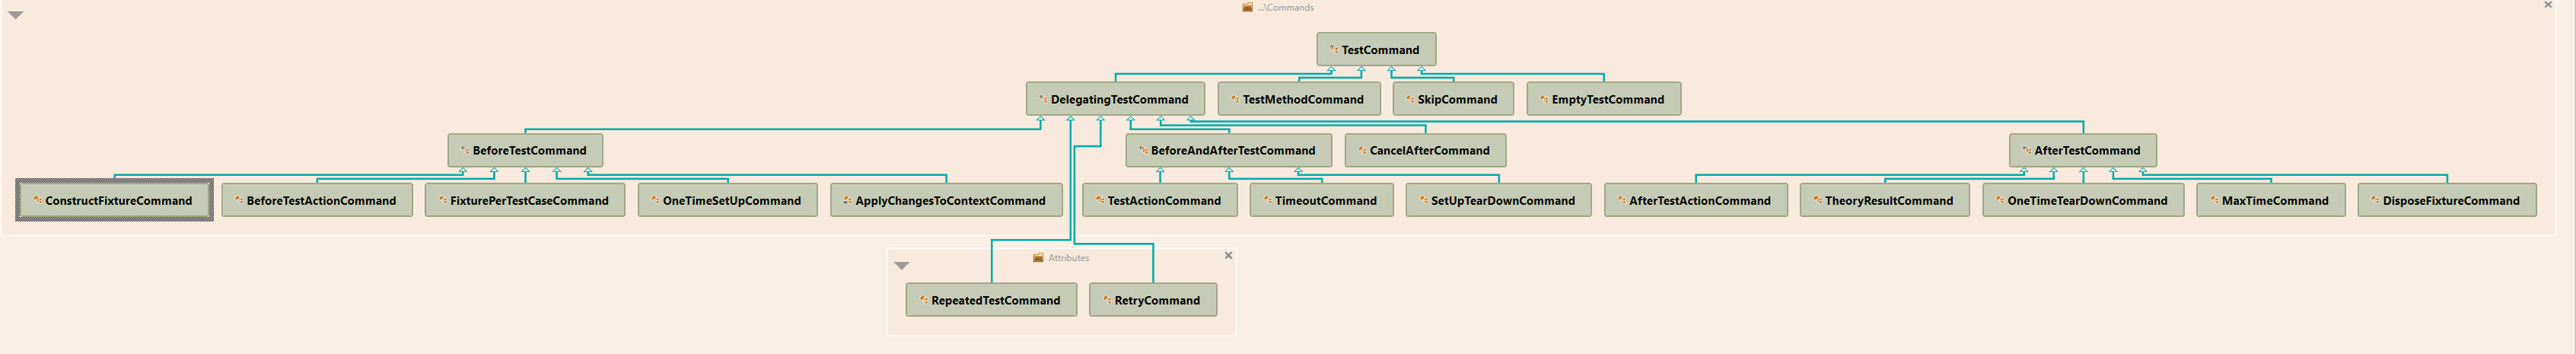 ...\Commands
TestCommand
DelegatingTestCommand
TestMethodCommand
SkipCommand
EmptyTestCommand
BeforeTestCommand
BeforeAndAfterTestCommand
CancelAfterCommand
AfterTestCommand
ConstructFixtureCommand
BeforeTestActionCommand
FixturePerTestCaseCommand
OneTimeSetUpCommand
ApplyChangesToContextCommand
TestActionCommand
TimeoutCommand
SetUpTearDownCommand
AfterTestActionCommand
TheoryResultCommand
OneTimeTearDownCommand
MaxTimeCommand
DisposeFixtureCommand
Attributes
RepeatedTestCommand
RetryCommand